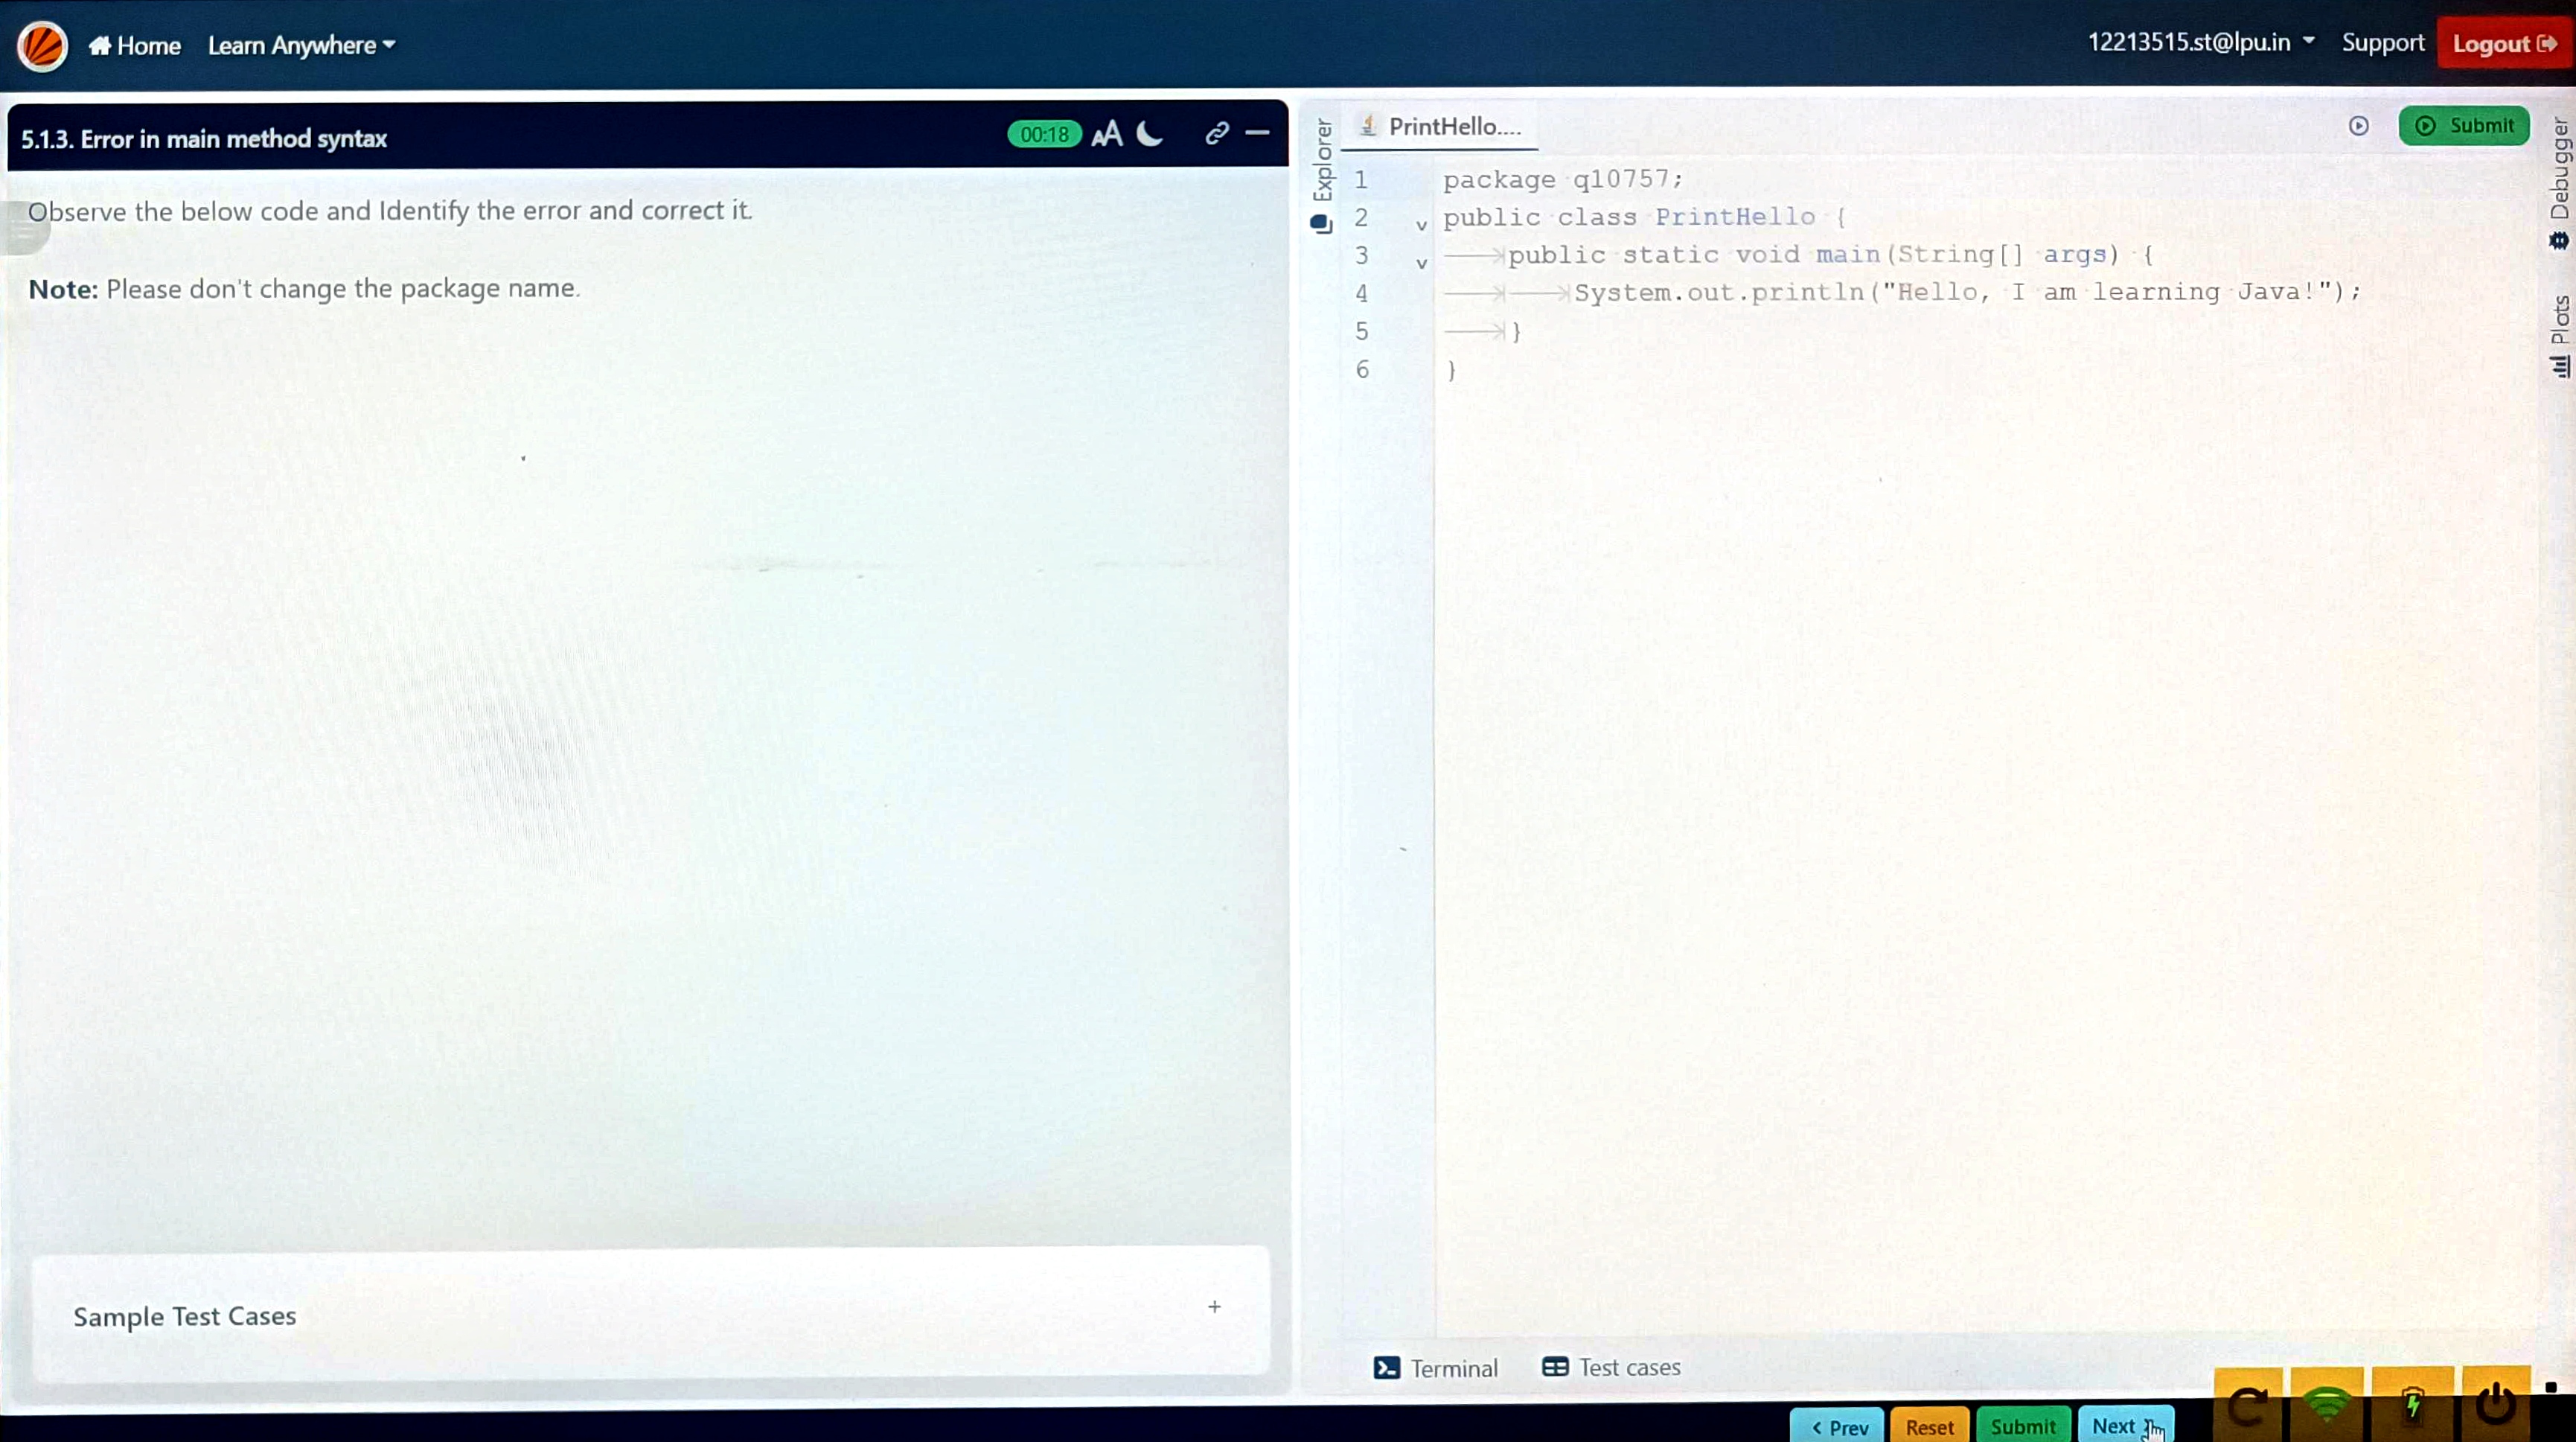 Home Learn Anywhere 12213515.st@lpu.in Support Logout
5.1.3. Error in main method syntax 00:18 AA
Observe the below code and Identify the error and correct it.
Note: Please don't change the package name.
Sample Test Cases +
Explorer
PrintHello.... Submit
1 package q10757;
2 public class PrintHello {
3 public static void main(String[] args) {
4 System.out.println("Hello, I am learning Java!");
5 }
6 }
Debugger
Plots
Terminal Test cases
< Prev Reset Submit Next